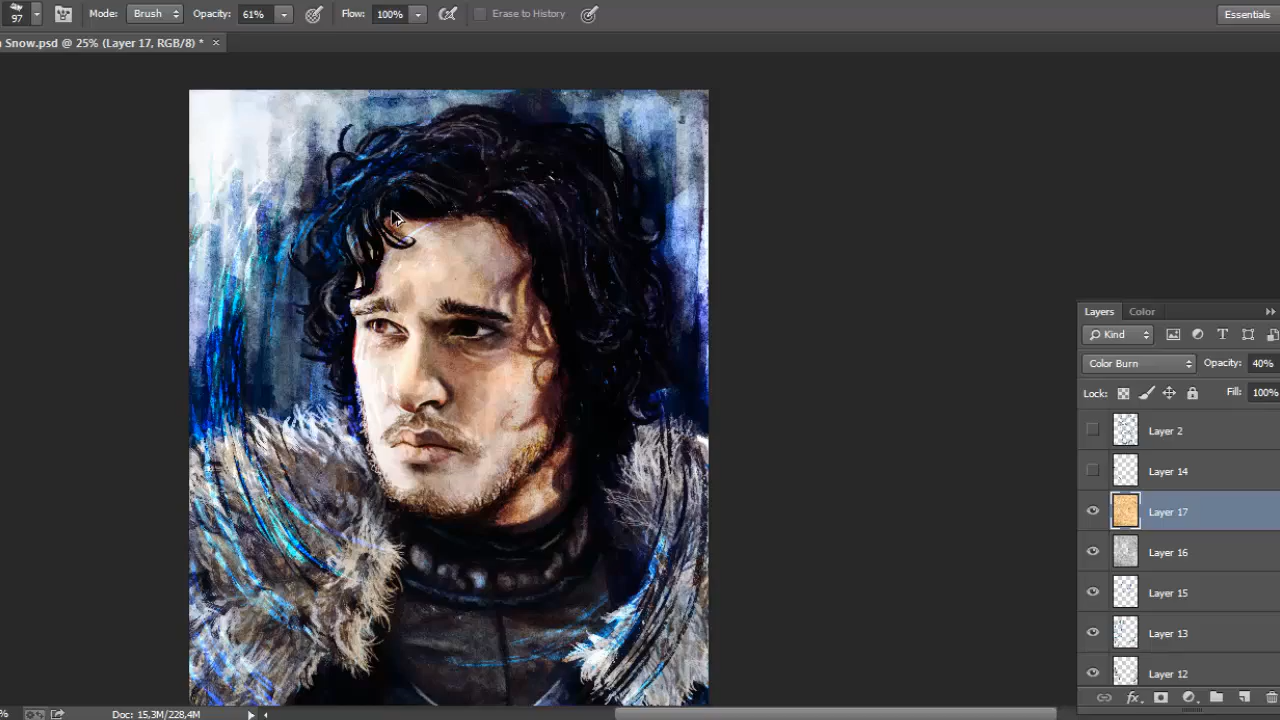 97 Mode: Brush Opacity: 61% Flow: 100% Erase to History Essentials
Snow.psd @ 25% (Layer 17, RGB/8) * ×
Layers Color
Kind
Color Burn Opacity: 40%
Lock: Fill: 100%
Layer 2
Layer 14
Layer 17
Layer 16
Layer 15
Layer 13
Layer 12
% Doc: 15,3M/228,4M